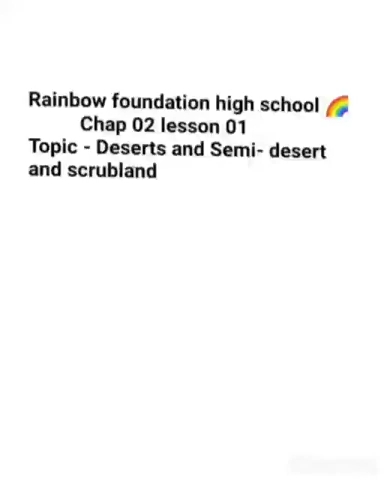 Rainbow foundation high school 🌈
Chap 02 lesson 01
Topic - Deserts and Semi- desert
and scrubland